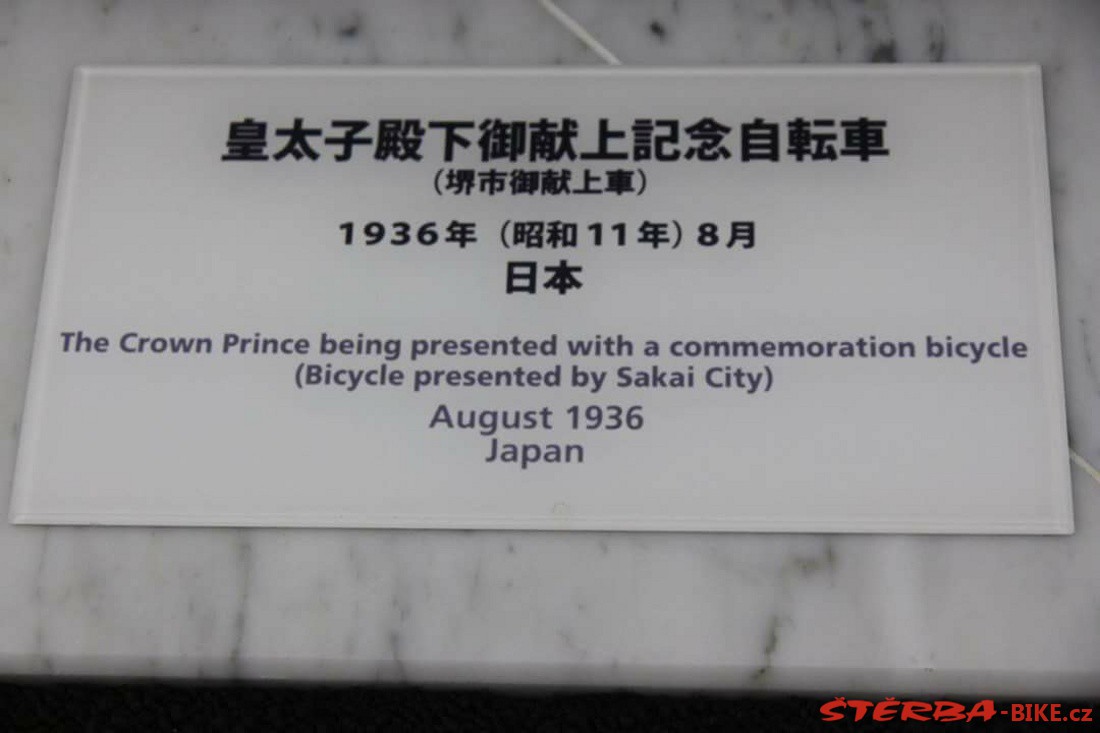 皇太子殿下御献上記念自転車
（堺市御献上車）
1936年（昭和11年）8月
日本
The Crown Prince being presented with a commemoration bicycle
(Bicycle presented by Sakai City)
August 1936
Japan
ŠTĚRBA-BIKE.cz